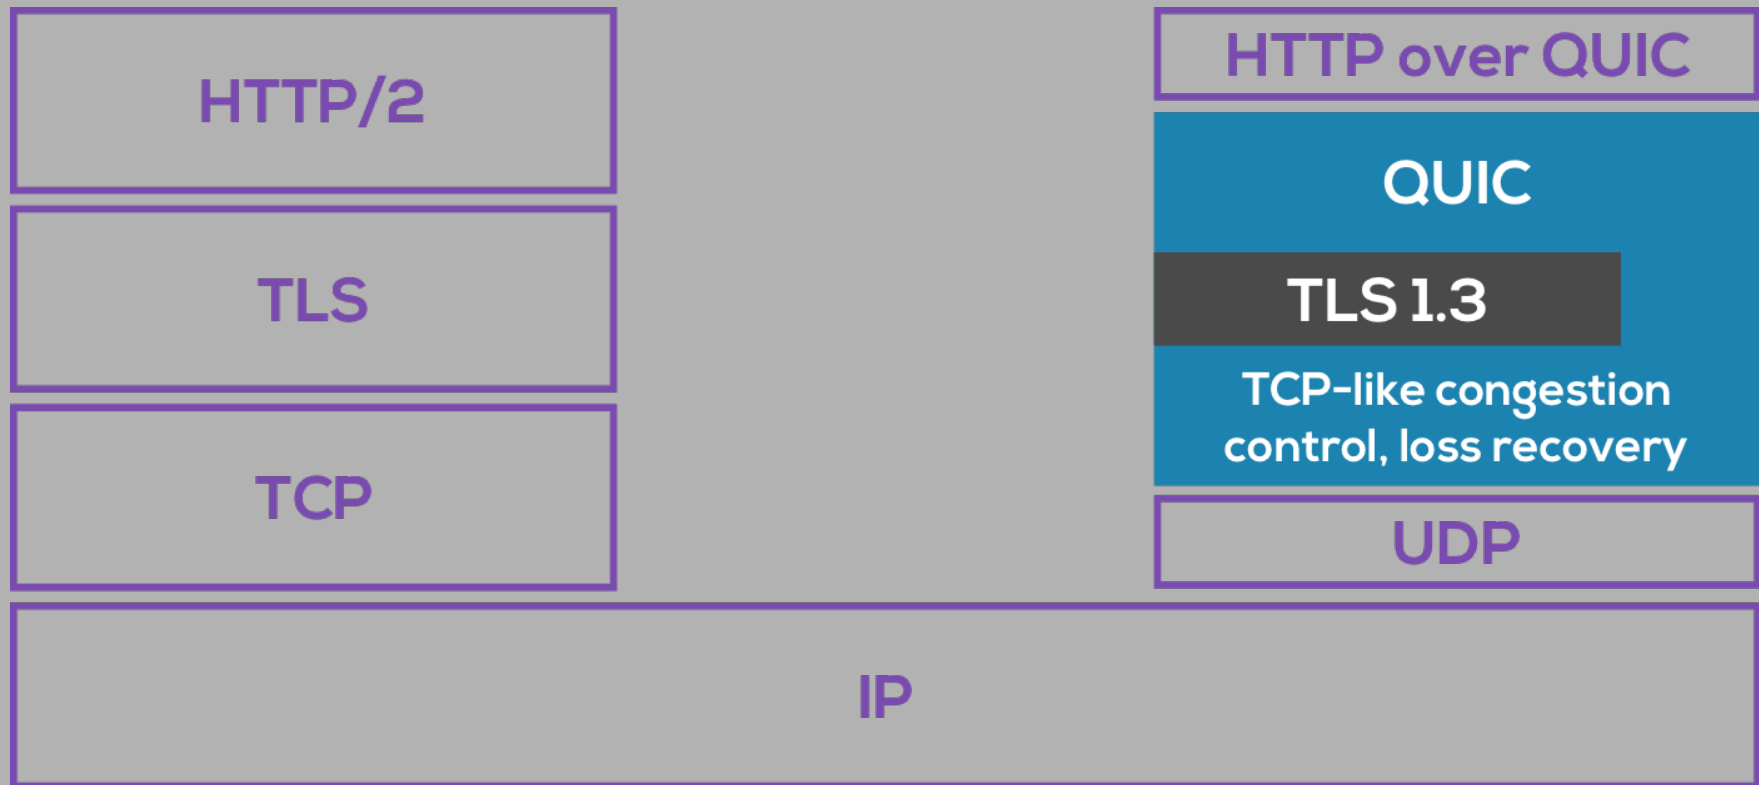 HTTP/2
TLS
TCP
HTTP over QUIC
QUIC
TLS 1.3
TCP-like congestion
control, loss recovery
UDP
IP